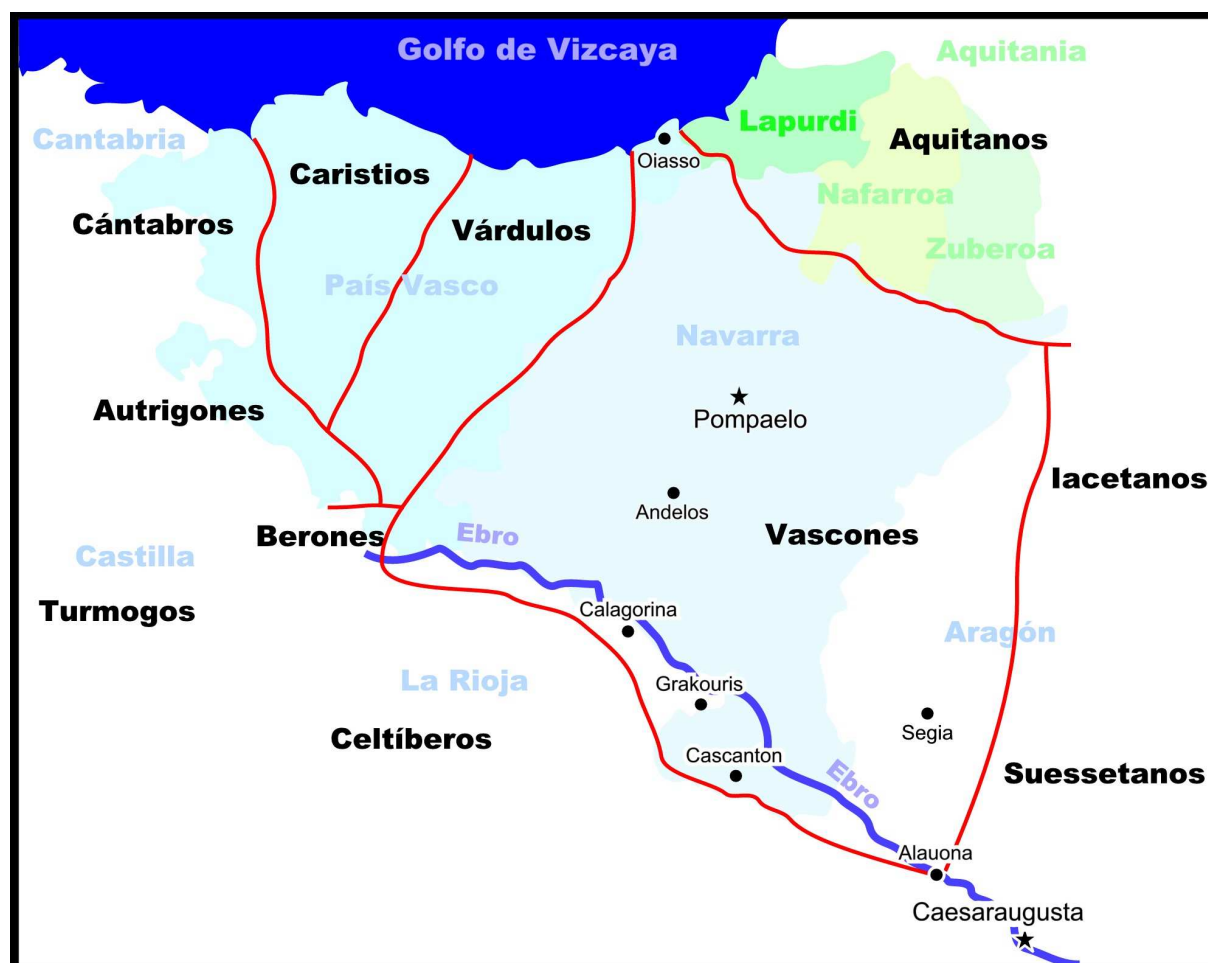 Golfo de Vizcaya
Aquitania
Lapurdi
Cantabria
Aquitanos
Oiasso
Caristios
Nafarroa
Cántabros
Várdulos
Zuberoa
País Vasco
Navarra
Autrigones
Pompaelo
Iacetanos
Andelos
Berones
Ebro
Vascones
Castilla
Turmogos
Calagorina
Aragón
La Rioja
Grakouris
Segia
Celtíberos
Cascanton
Ebro
Suessetanos
Alauona
Caesaraugusta